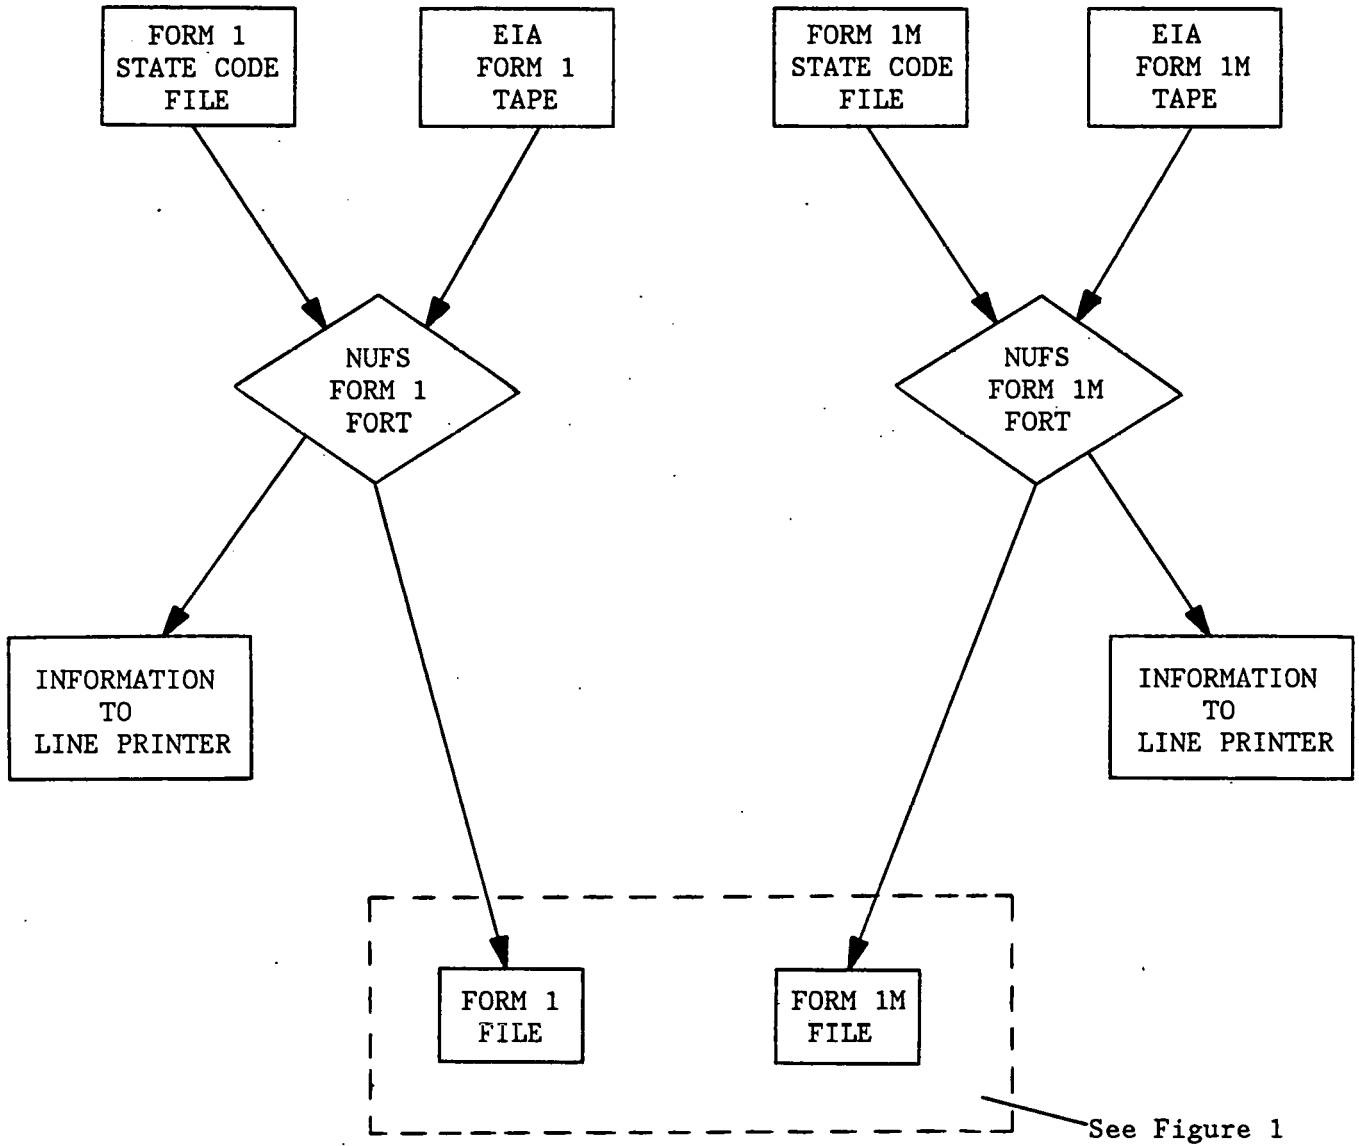 FORM 1
STATE CODE
FILE
EIA
FORM 1
TAPE
FORM 1M
STATE CODE
FILE
EIA
FORM 1M
TAPE
NUFS
FORM 1
FORT
NUFS
FORM 1M
FORT
INFORMATION
TO
LINE PRINTER
INFORMATION
TO
LINE PRINTER
FORM 1
FILE
FORM 1M
FILE
See Figure 1